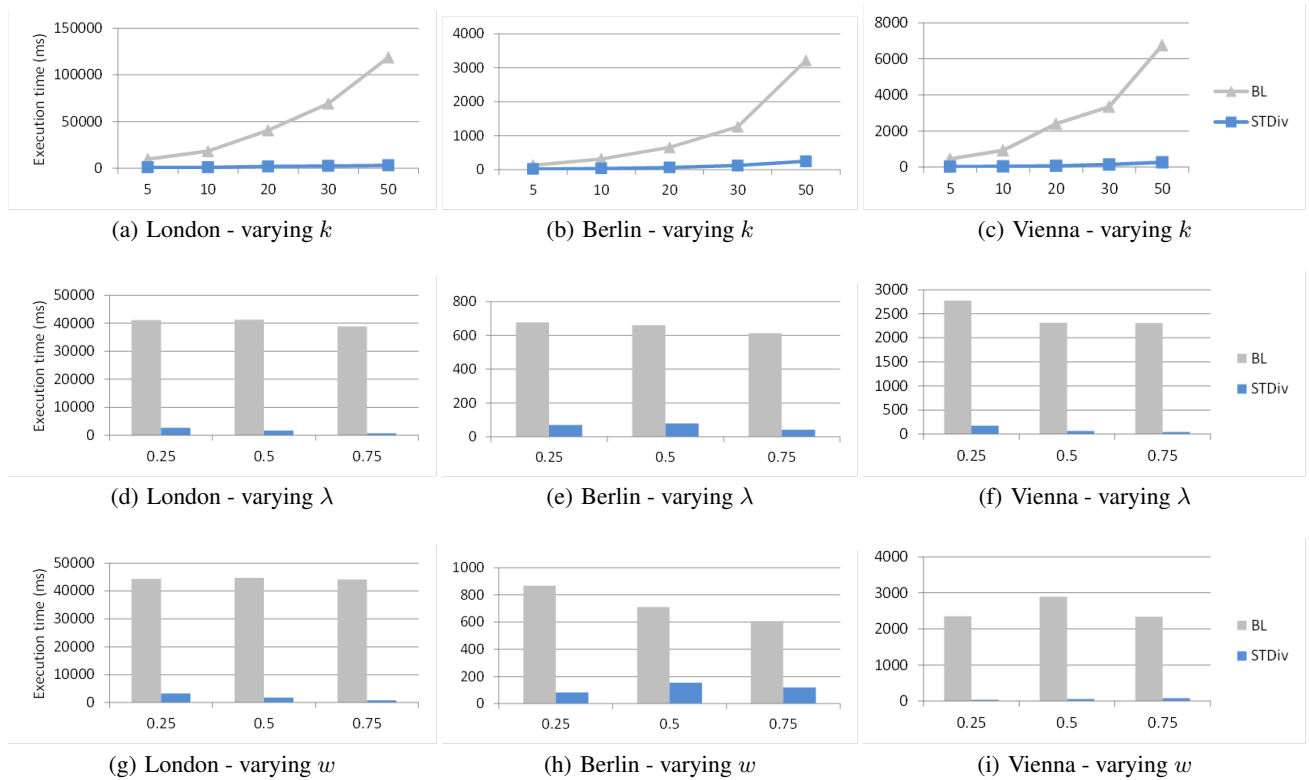 Execution time (ms)
150000
100000
50000
0
5 10 20 30 50
(a) London - varying k
4000
3000
2000
1000
0
5 10 20 30 50
(b) Berlin - varying k
8000
6000
4000
2000
0
5 10 20 30 50
BL
STDiv
(c) Vienna - varying k
Execution time (ms)
50000
40000
30000
20000
10000
0
0.25 0.5 0.75
(d) London - varying λ
800
600
400
200
0
0.25 0.5 0.75
(e) Berlin - varying λ
3000
2500
2000
1500
1000
500
0
0.25 0.5 0.75
BL
STDiv
(f) Vienna - varying λ
Execution time (ms)
50000
40000
30000
20000
10000
0
0.25 0.5 0.75
(g) London - varying w
1000
800
600
400
200
0
0.25 0.5 0.75
(h) Berlin - varying w
4000
3000
2000
1000
0
0.25 0.5 0.75
BL
STDiv
(i) Vienna - varying w